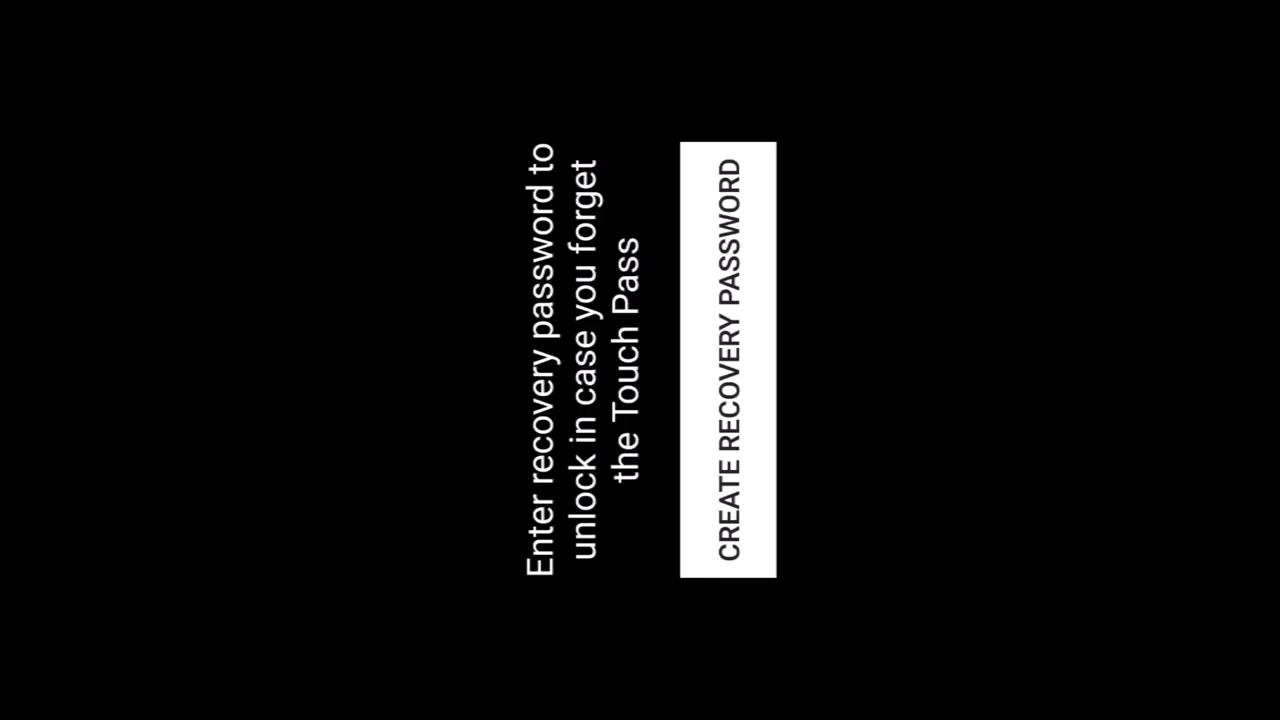 Enter recovery password to
unlock in case you forget
the Touch Pass
CREATE RECOVERY PASSWORD